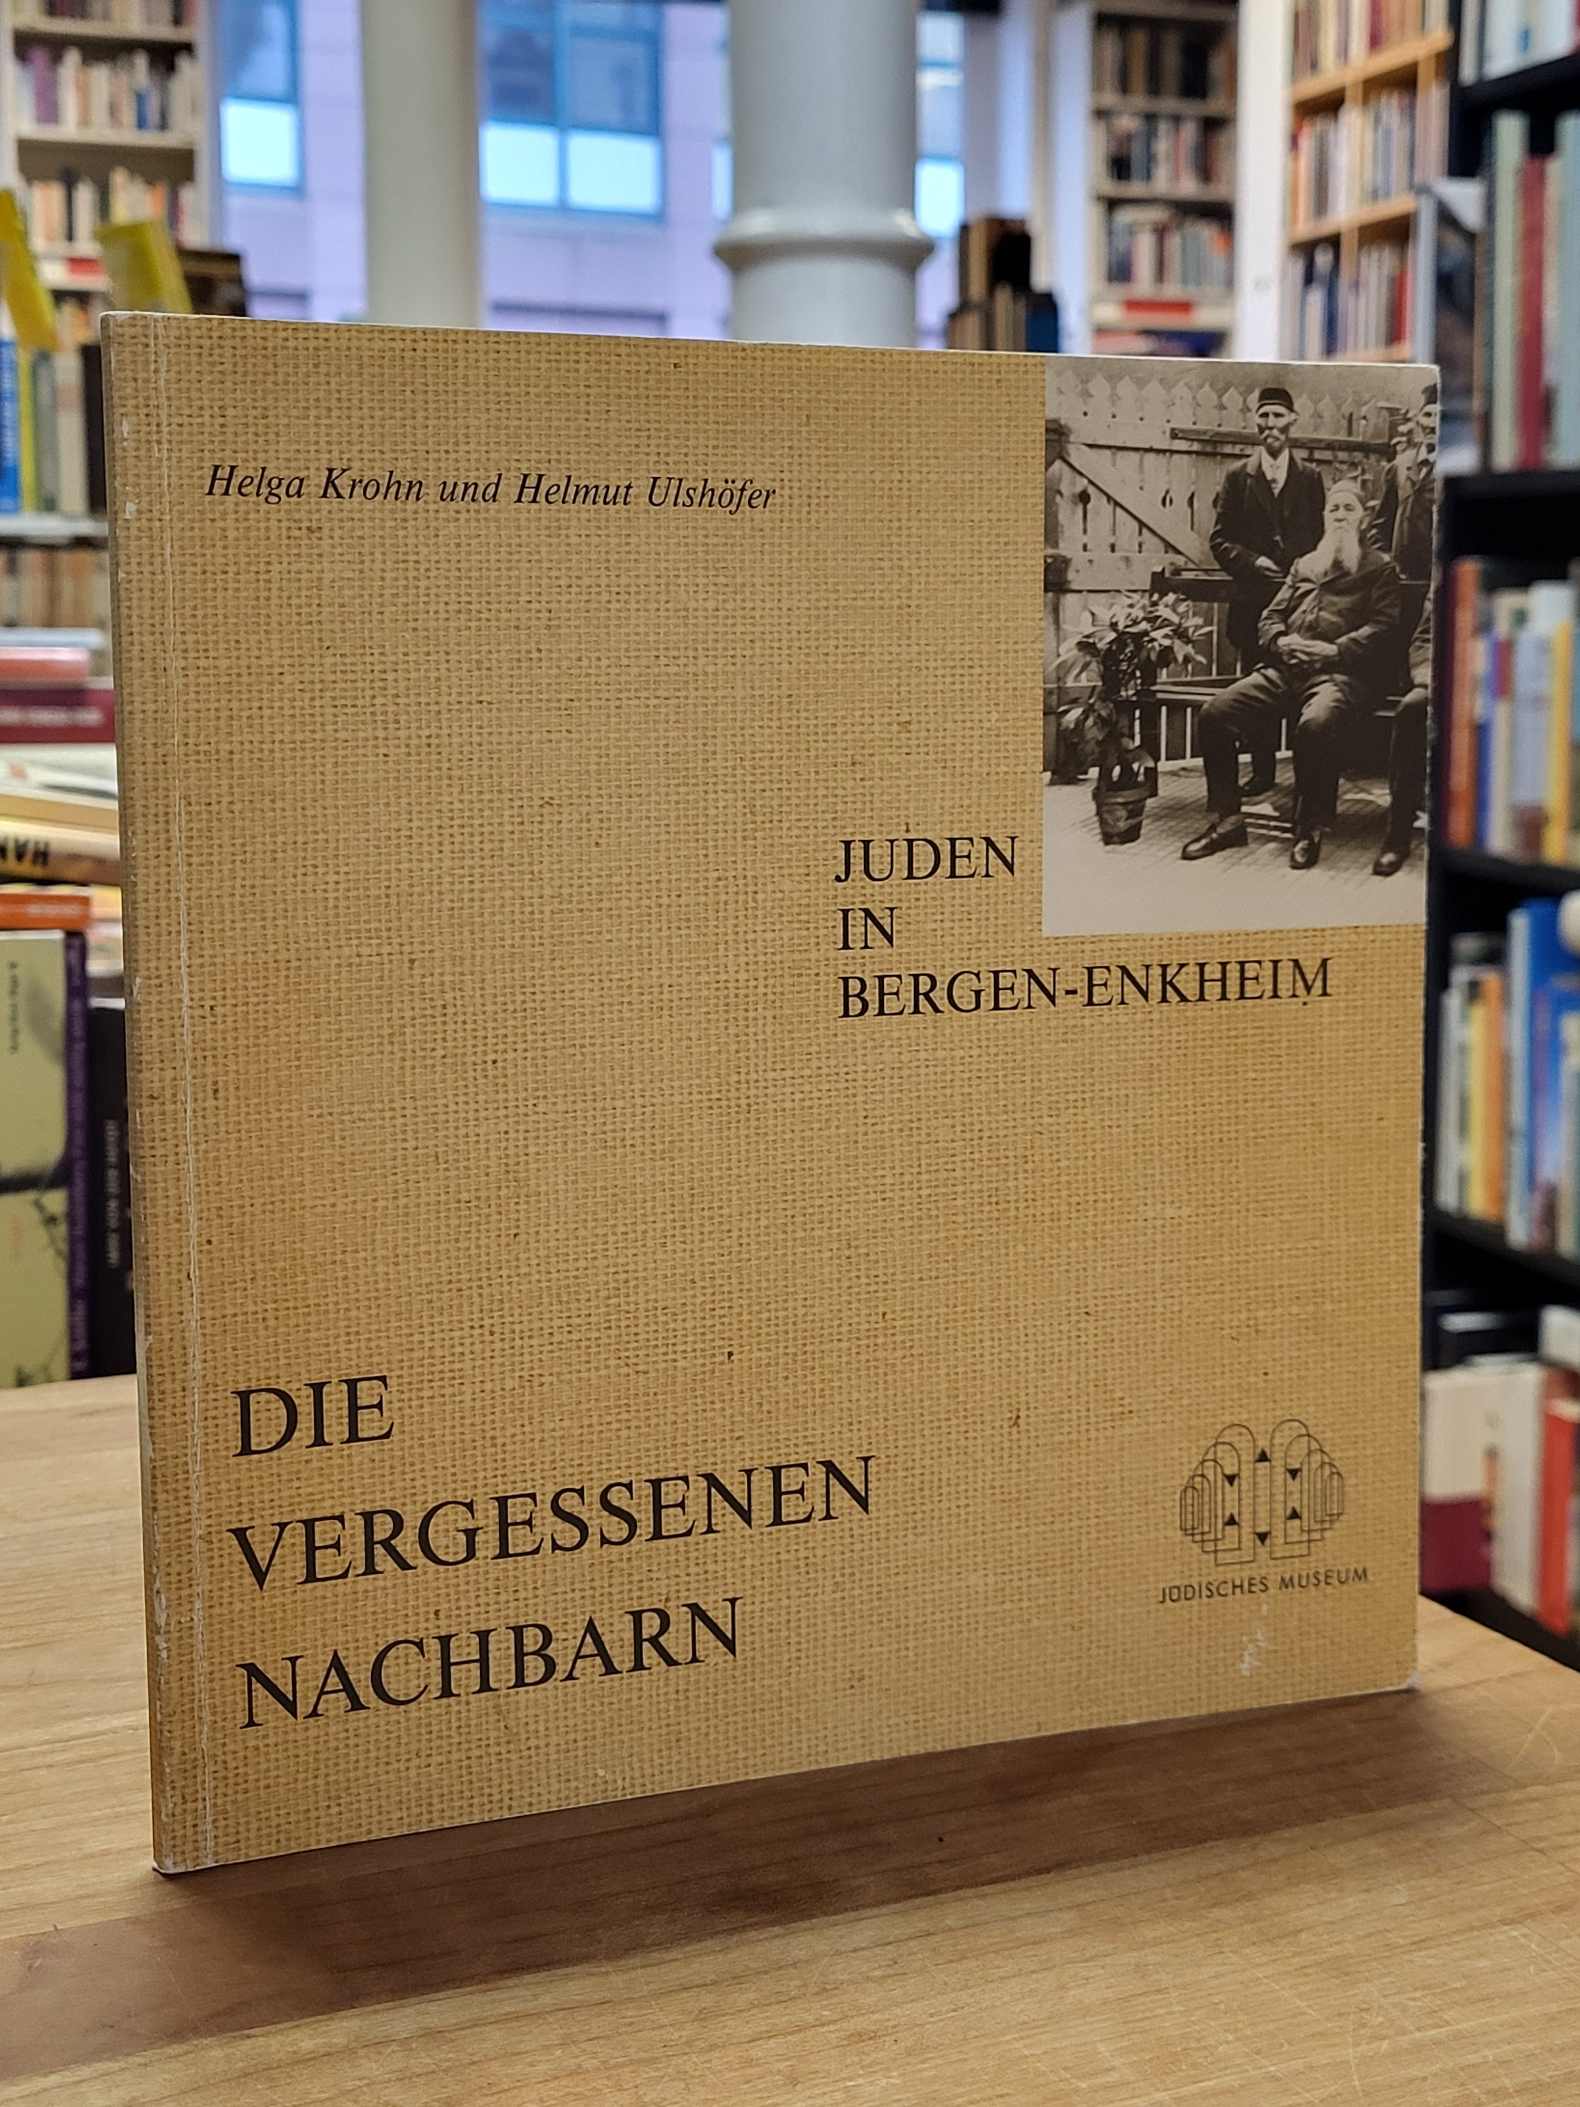 Helga Krohn und Helmut Ulshöfer
JUDEN
IN
BERGEN-ENKHEIM
DIE
VERGESSENEN
NACHBARN
JÜDISCHES MUSEUM